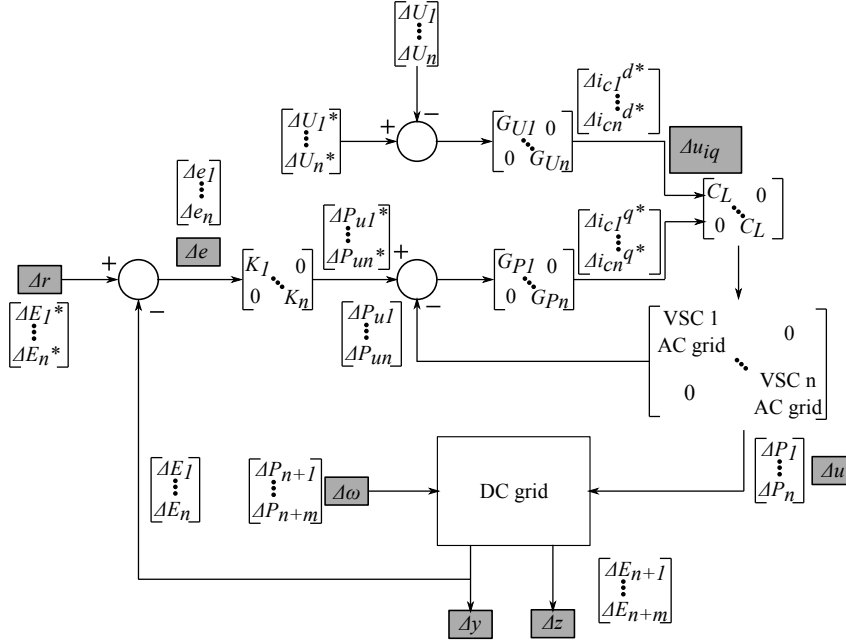 ΔU1
ΔUn
−
ΔU1*
ΔUn*
+
GU1 0
0 GUn
Δic1d*
Δicnd*
Δuiq
CL 0
0 CL
Δe1
Δen
Δe
+
Δr
−
ΔE1*
ΔEn*
K1 0
0 Kn
ΔPu1*
ΔPun*
+
−
ΔPu1
ΔPun
GP1 0
0 GPn
Δic1q*
Δicnq*
VSC 1
AC grid
0
0
VSC n
AC grid
ΔP1
ΔPn
Δu
ΔE1
ΔEn
ΔPn+1
ΔPn+m
Δω
DC grid
Δy
Δz
ΔEn+1
ΔEn+m